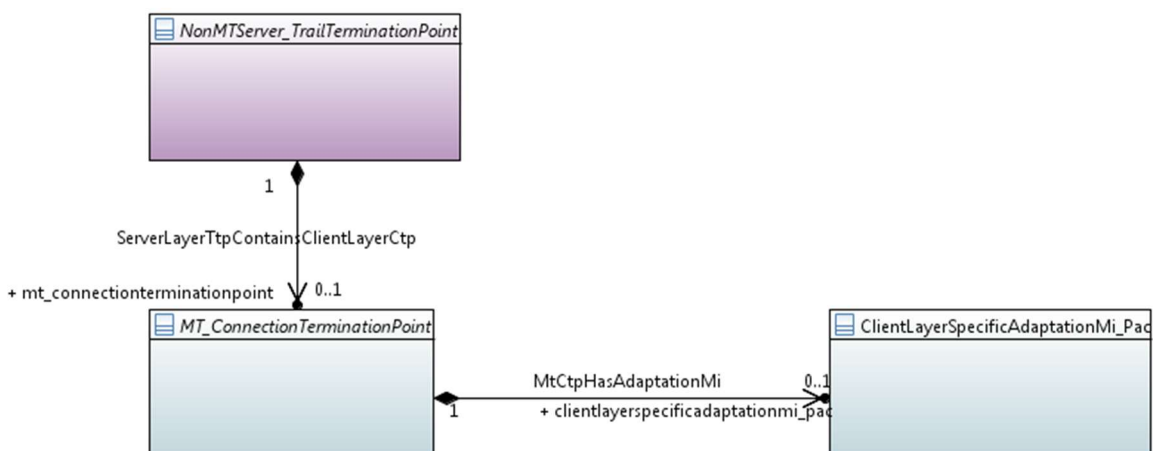 NonMTServer_TrailTerminationPoint
1
ServerLayerTtpContainsClientLayerCtp
+ mt_connectionterminationpoint
0..1
MT_ConnectionTerminationPoint
ClientLayerSpecificAdaptationMi_Pac
MtCtpHasAdaptationMi
0..1
1
+ clientlayerspecificadaptationmi_pac